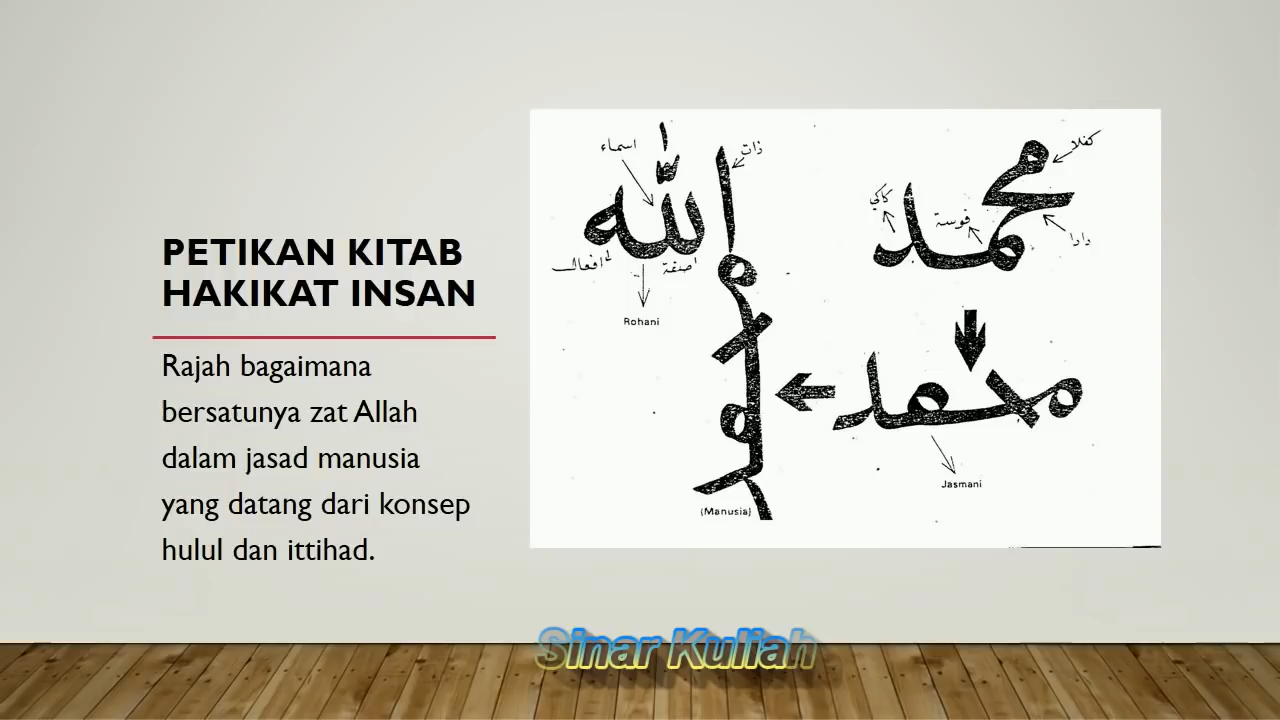 PETIKAN KITAB
HAKIKAT INSAN
Rajah bagaimana
bersatunya zat Allah
dalam jasad manusia
yang datang dari konsep
hulul dan ittihad.
اسماء
ذات
الله
افعال
صفة
Rohani
محمد
(Manusia)
كفلا
محمد
كاكي
فوسة
دادا
محمد
Jasmani
Sinar Kuliah